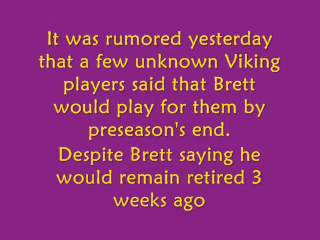 It was rumored yesterday
that a few unknown Viking
players said that Brett
would play for them by
preseason's end.
Despite Brett saying he
would remain retired 3
weeks ago